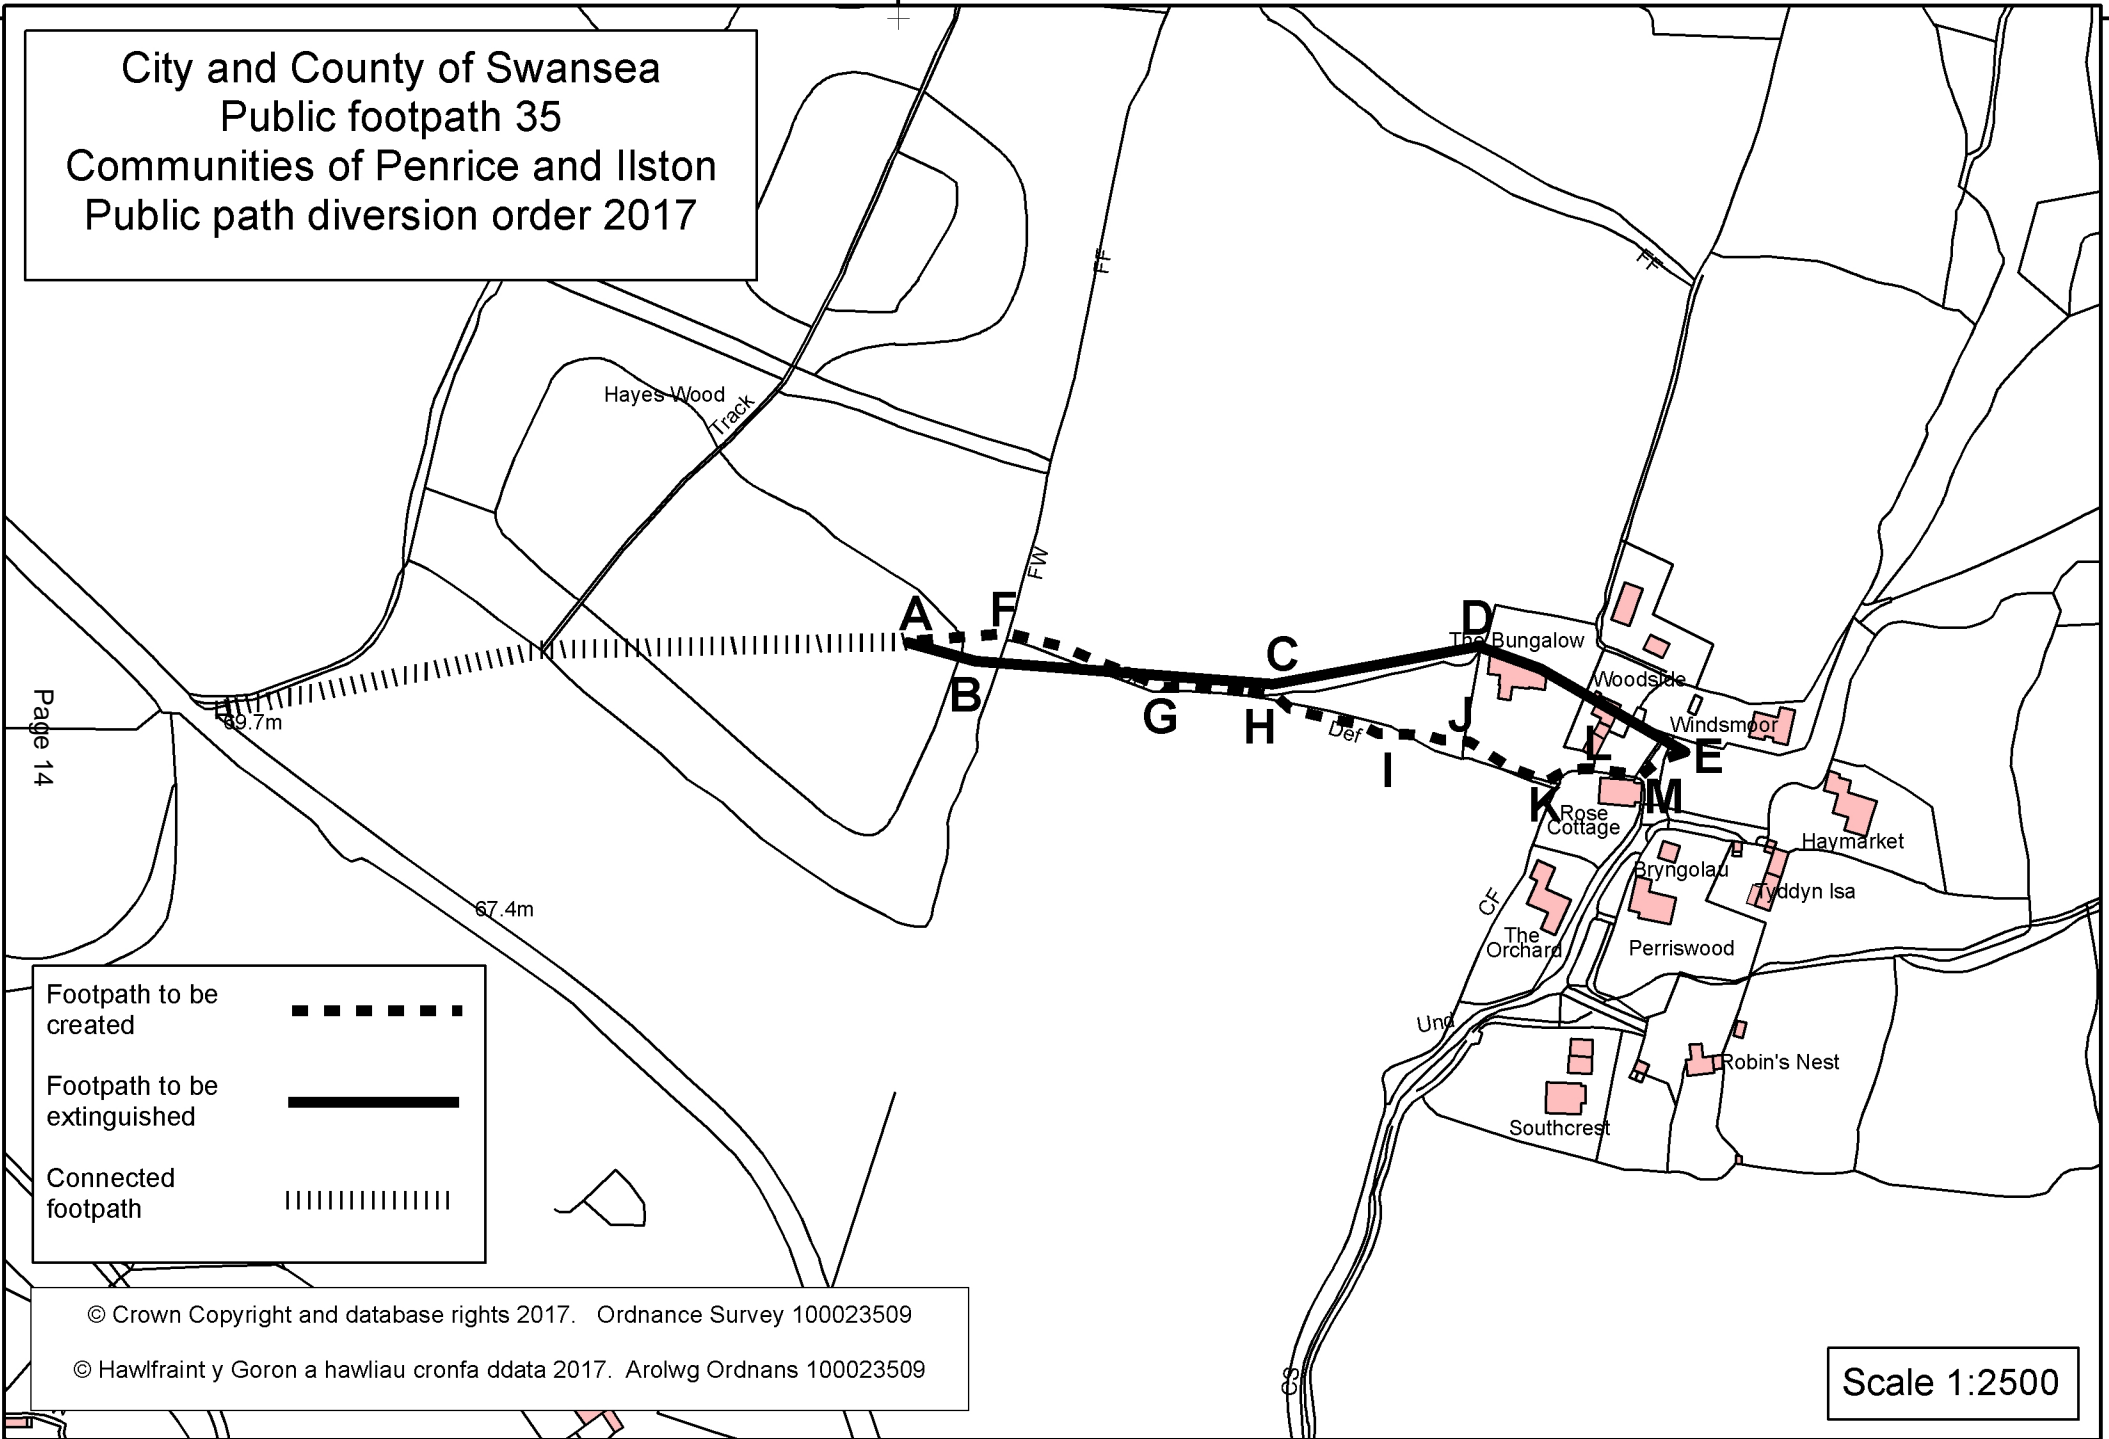 City and County of Swansea
Public footpath 35
Communities of Penrice and Ilston
Public path diversion order 2017
FF
FF
Hayes Wood
Track
FW
A
F
B
C
D
The Bungalow
Woodside
Windsmoor
E
G
H
Def
I
J
K
L
M
Rose
Cottage
Haymarket
Bryngolau
Tyddyn Isa
CF
The
Orchard
Perriswood
Und
Robin's Nest
Southcrest
CS
69.7m
67.4m
Page 14
Footpath to be
created
Footpath to be
extinguished
Connected
footpath
© Crown Copyright and database rights 2017. Ordnance Survey 100023509
© Hawlfraint y Goron a hawliau cronfa ddata 2017. Arolwg Ordnans 100023509
Scale 1:2500